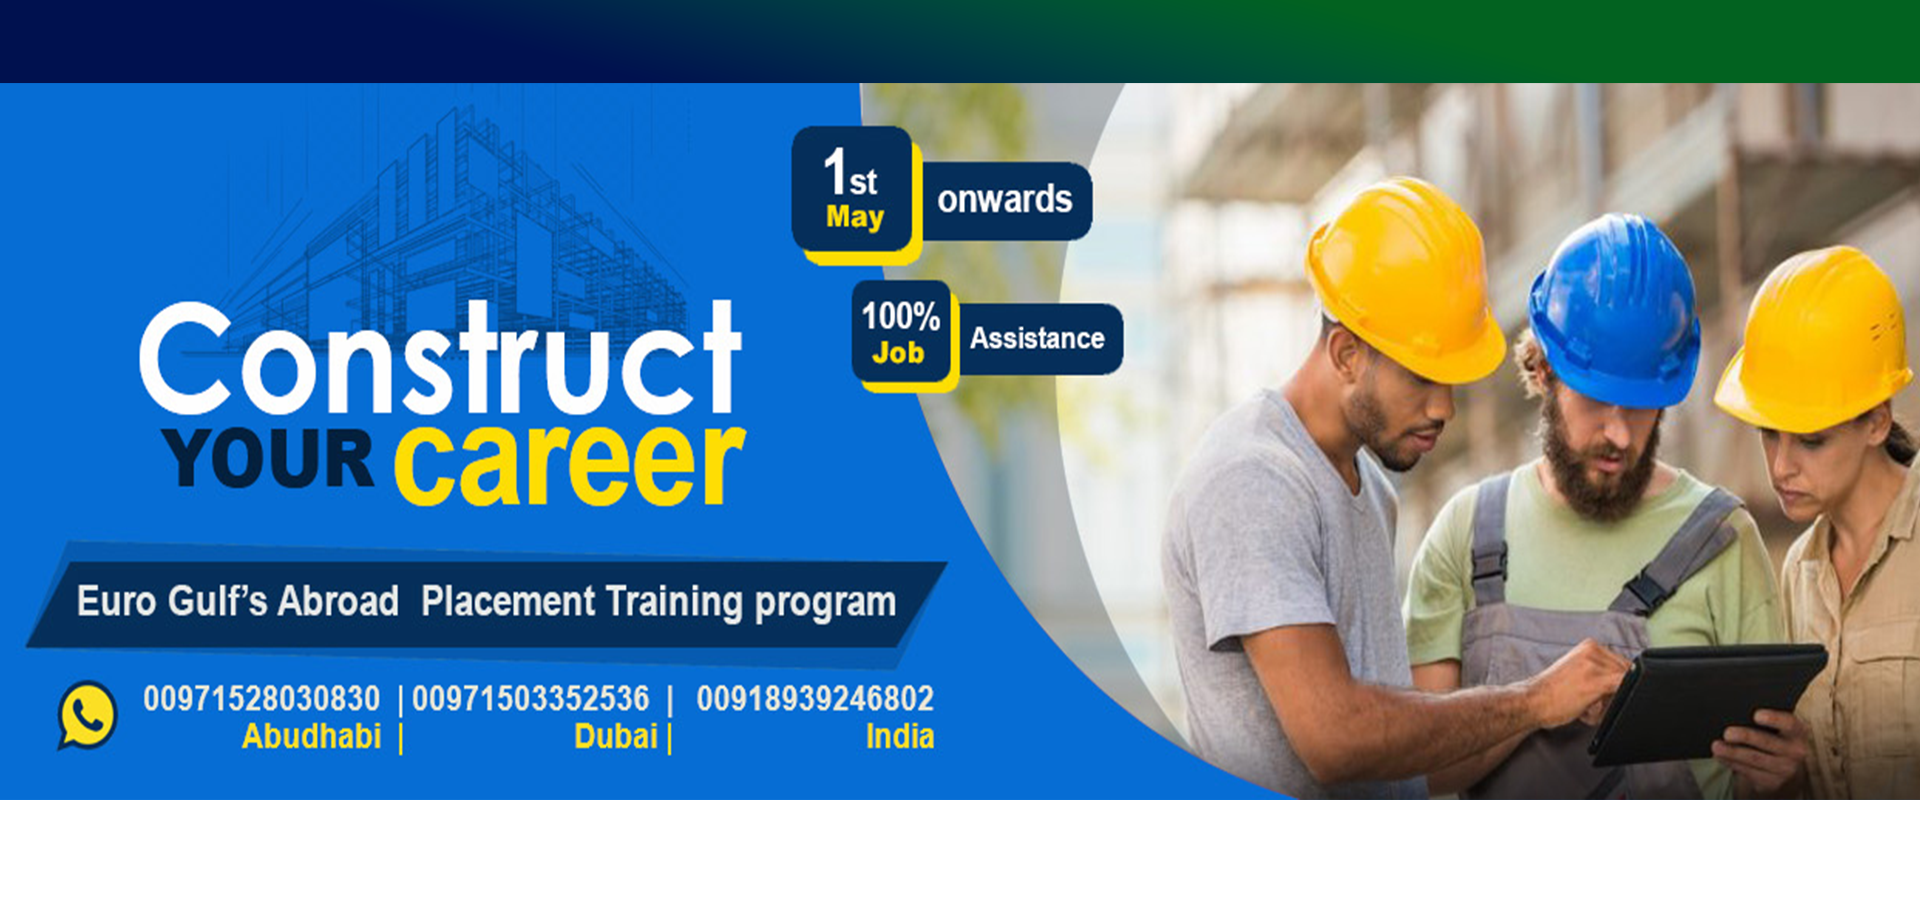 1st
May
onwards
100%
Job
Assistance
Construct
YOUR career
Euro Gulf’s Abroad Placement Training program
00971528030830 | 00971503352536 | 00918939246802
Abudhabi | Dubai | India